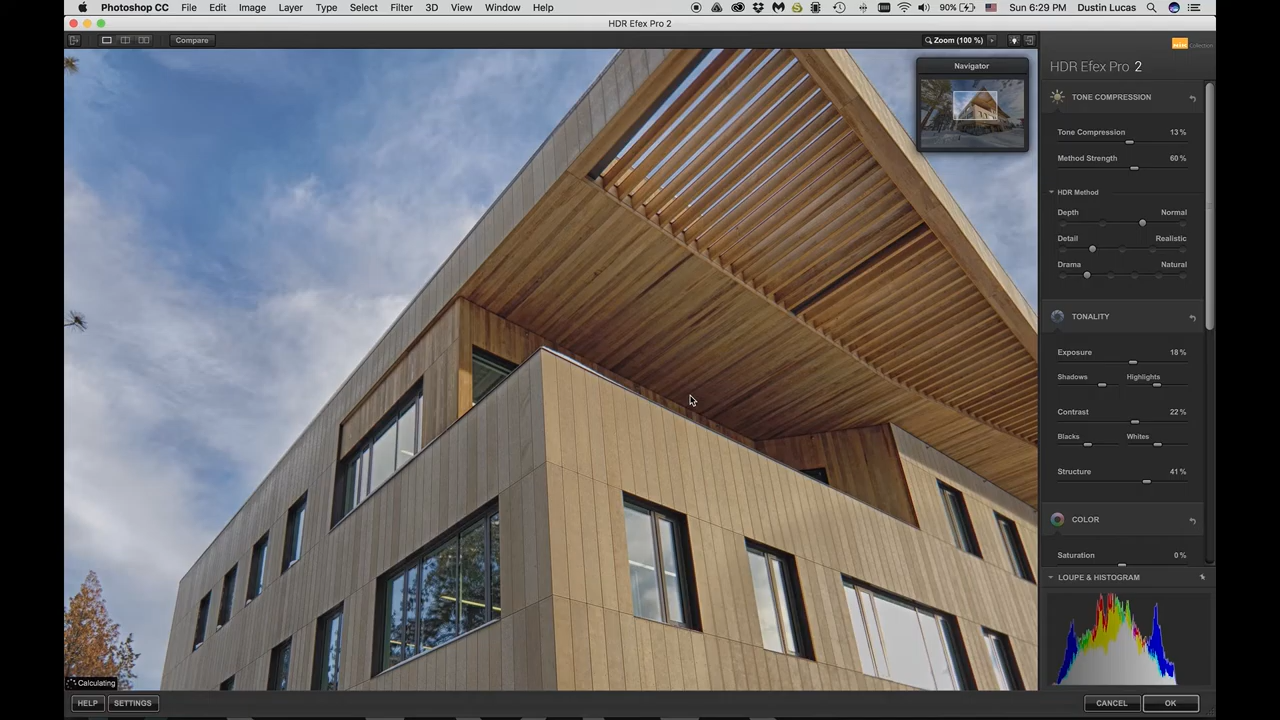 Photoshop CC File Edit Image Layer Type Select Filter 3D View Window Help 90% Sun 6:29 PM Dustin Lucas
HDR Efex Pro 2
Compare
Zoom (100 %)
Navigator
Collection
HDR Efex Pro 2
TONE COMPRESSION
Tone Compression 13 %
Method Strength 60 %
HDR Method
Depth Normal
Detail Realistic
Drama Natural
TONALITY
Exposure 18 %
Shadows Highlights
Contrast 22 %
Blacks Whites
Structure 41 %
COLOR
Saturation 0 %
LOUPE & HISTOGRAM
Calculating
HELP SETTINGS
CANCEL OK